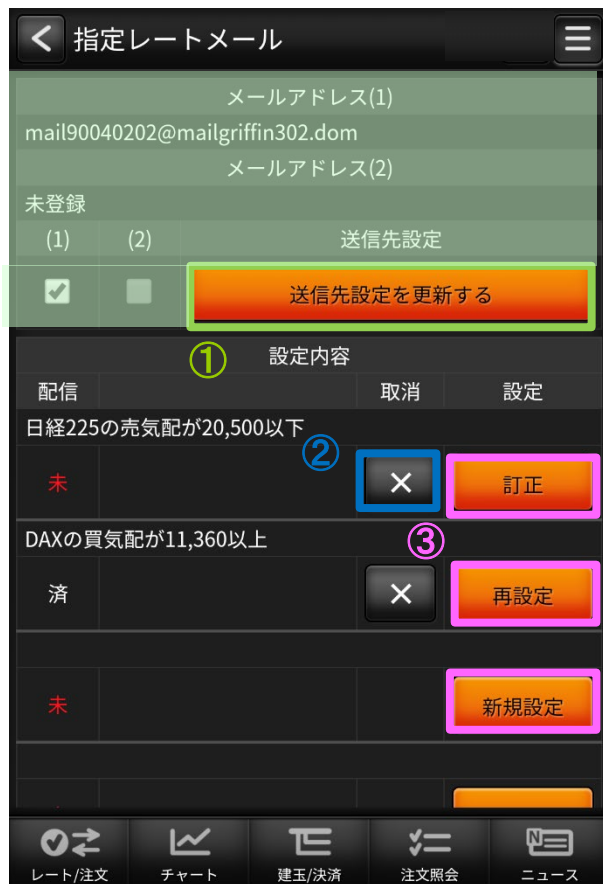 指定レートメール
メールアドレス(1)
mail90040202@mailgriffin302.dom
メールアドレス(2)
未登録
(1) (2) 送信先設定
送信先設定を更新する
① 設定内容
配信 取消 設定
日経225の売気配が20,500以下
②
未 × 訂正
DAXの買気配が11,360以上
③
済 × 再設定
未 新規設定
レート/注文 チャート 建玉/決済 注文照会 ニュース